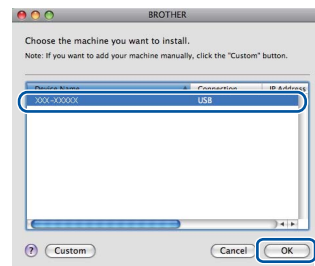 BROTHER
Choose the machine you want to install.
Note: If you want to add your machine manually, click the "Custom" button.
Device Name Connection IP Address
XXX-XXXXX USB
? Custom Cancel OK